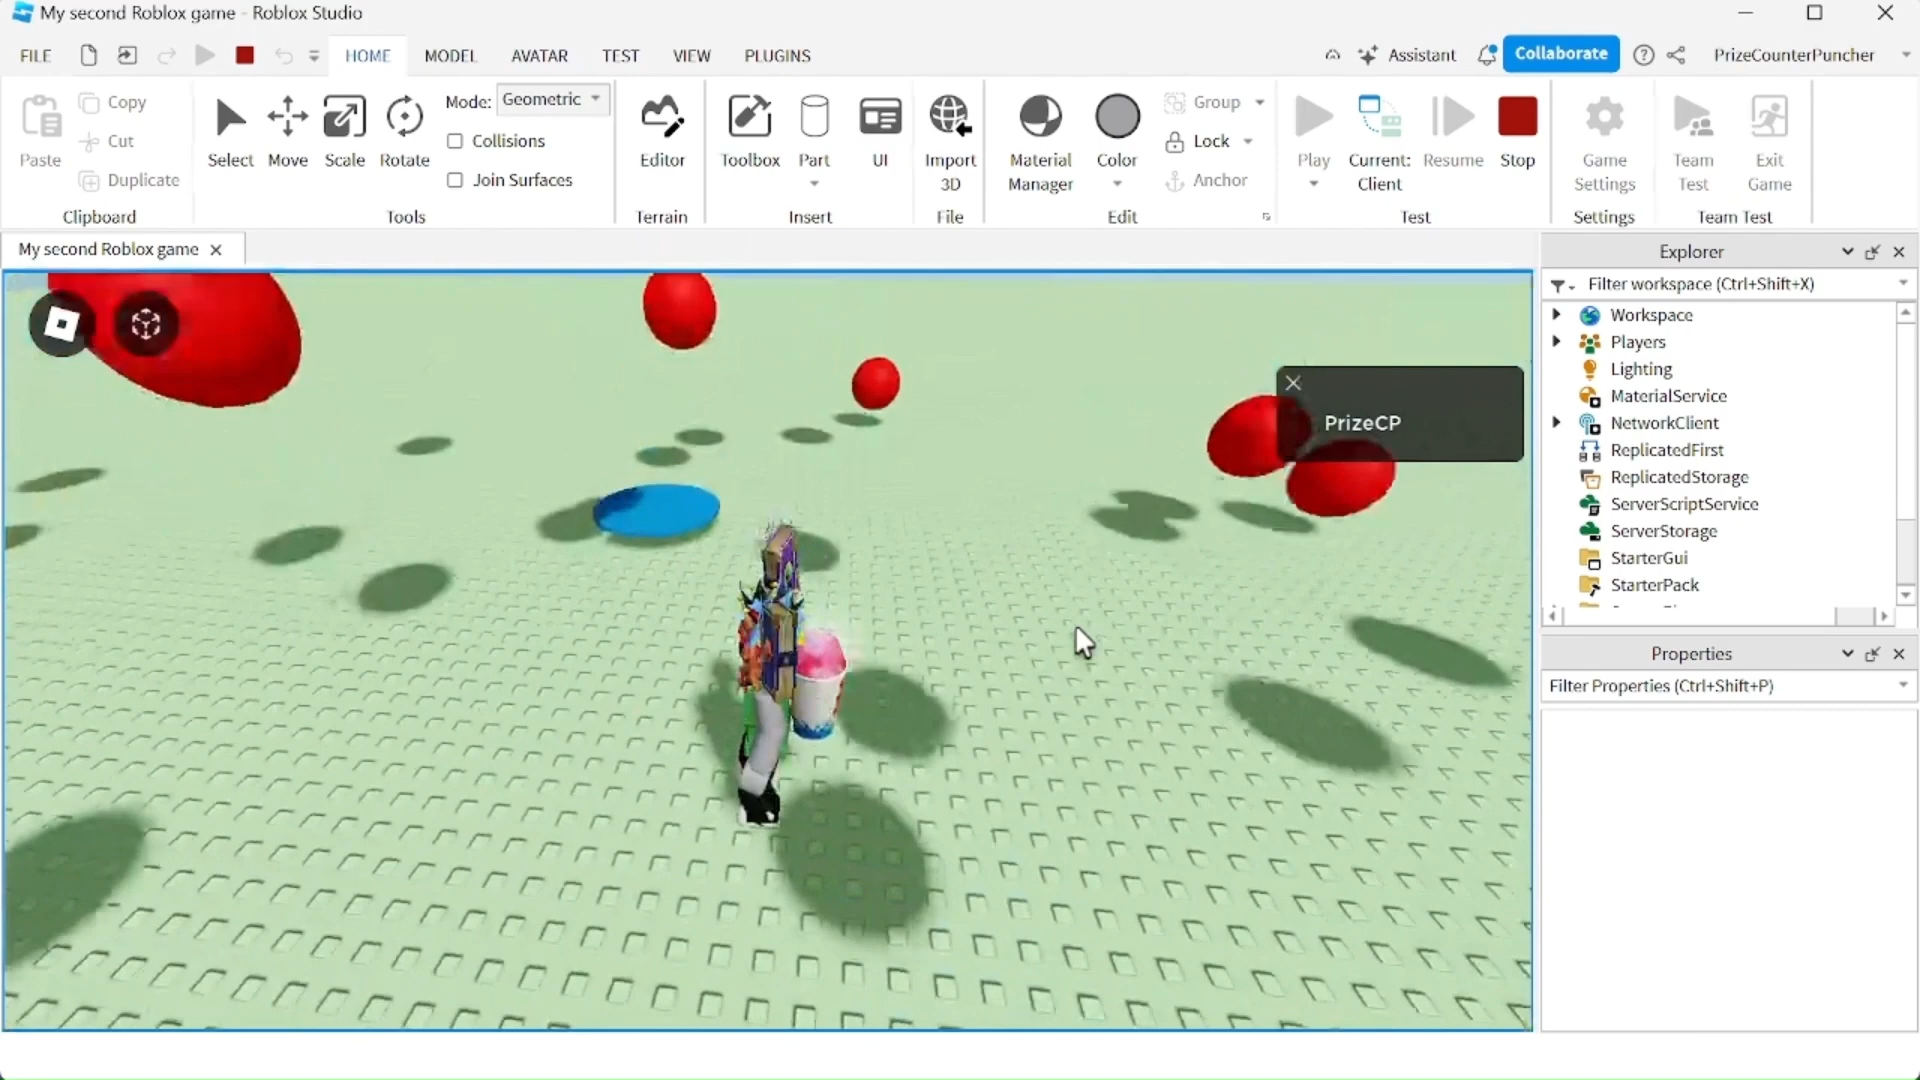 My second Roblox game - Roblox Studio
FILE HOME MODEL AVATAR TEST VIEW PLUGINS Assistant Collaborate PrizeCounterPuncher
Paste
Copy
Cut
Duplicate
Clipboard
Select
Move
Scale
Rotate
Mode: Geometric
Collisions
Join Surfaces
Tools
Editor
Terrain
Toolbox
Part
UI
Insert
Import
3D
File
Material
Manager
Color
Group
Lock
Anchor
Edit
Play
Current:
Client
Resume
Stop
Test
Game
Settings
Settings
Team
Test
Exit
Game
Team Test
My second Roblox game
PrizeCP
Explorer
Filter workspace (Ctrl+Shift+X)
Workspace
Players
Lighting
MaterialService
NetworkClient
ReplicatedFirst
ReplicatedStorage
ServerScriptService
ServerStorage
StarterGui
StarterPack
Properties
Filter Properties (Ctrl+Shift+P)